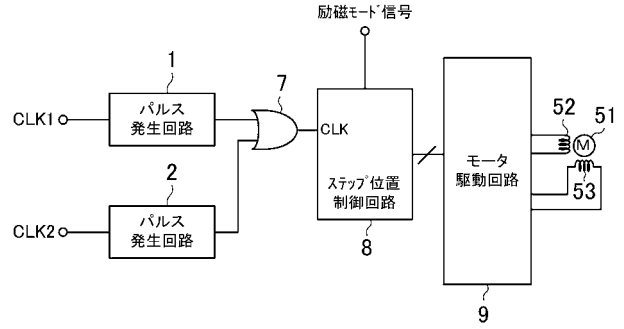 励磁モード信号
1
7
52
51
CLK1
パルス
発生回路
CLK
M
2
53
モータ
駆動回路
ステップ位置
制御回路
CLK2
パルス
発生回路
8
9